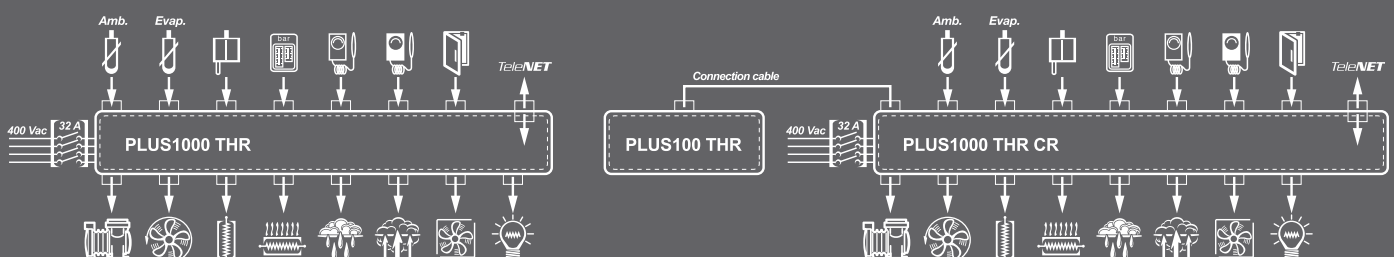 Amb. Evap.
bar
TeleNET
400 Vac 32 A
PLUS1000 THR
Connection cable
PLUS100 THR
Amb. Evap.
bar
TeleNET
400 Vac 32 A
PLUS1000 THR CR